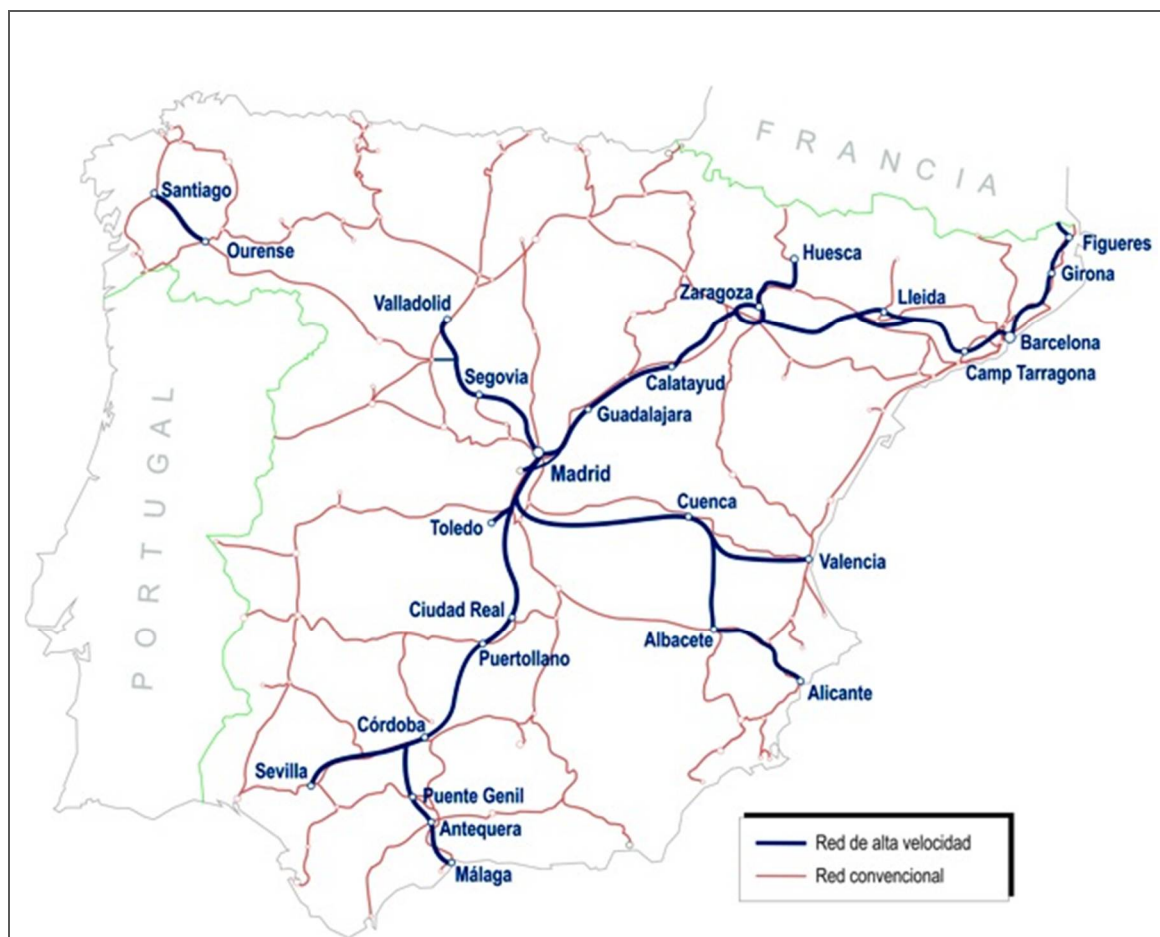 FRANCIA
Santiago
Ourense
Huesca
Figueres
Girona
Zaragoza
Lleida
Valladolid
Barcelona
Segovia
Calatayud
Camp Tarragona
Guadalajara
PORTUGAL
Madrid
Cuenca
Toledo
Valencia
Ciudad Real
Albacete
Puertollano
Alicante
Córdoba
Sevilla
Puente Genil
Antequera
Málaga
Red de alta velocidad
Red convencional